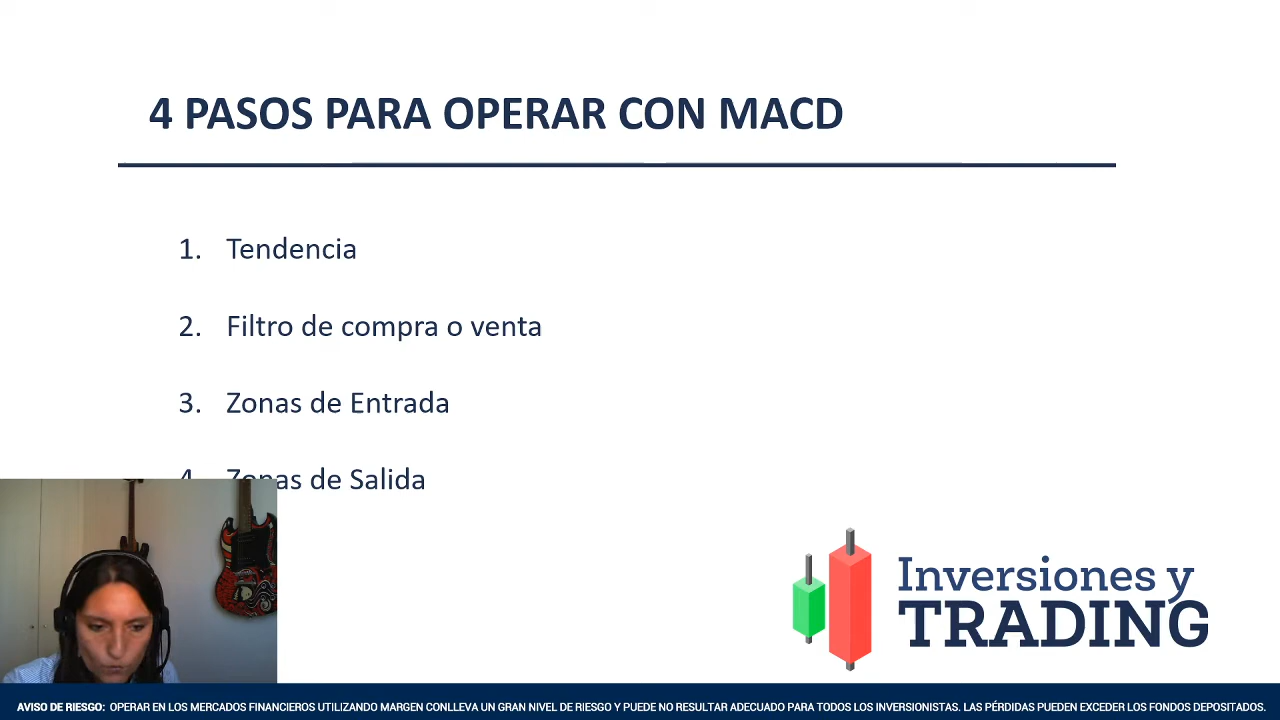 4 PASOS PARA OPERAR CON MACD
1. Tendencia
2. Filtro de compra o venta
3. Zonas de Entrada
4. Zonas de Salida
Inversiones y
TRADING
AVISO DE RIESGO: OPERAR EN LOS MERCADOS FINANCIEROS UTILIZANDO MARGEN CONLLEVA UN GRAN NIVEL DE RIESGO Y PUEDE NO RESULTAR ADECUADO PARA TODOS LOS INVERSIONISTAS. LAS PÉRDIDAS PUEDEN EXCEDER LOS FONDOS DEPOSITADOS.